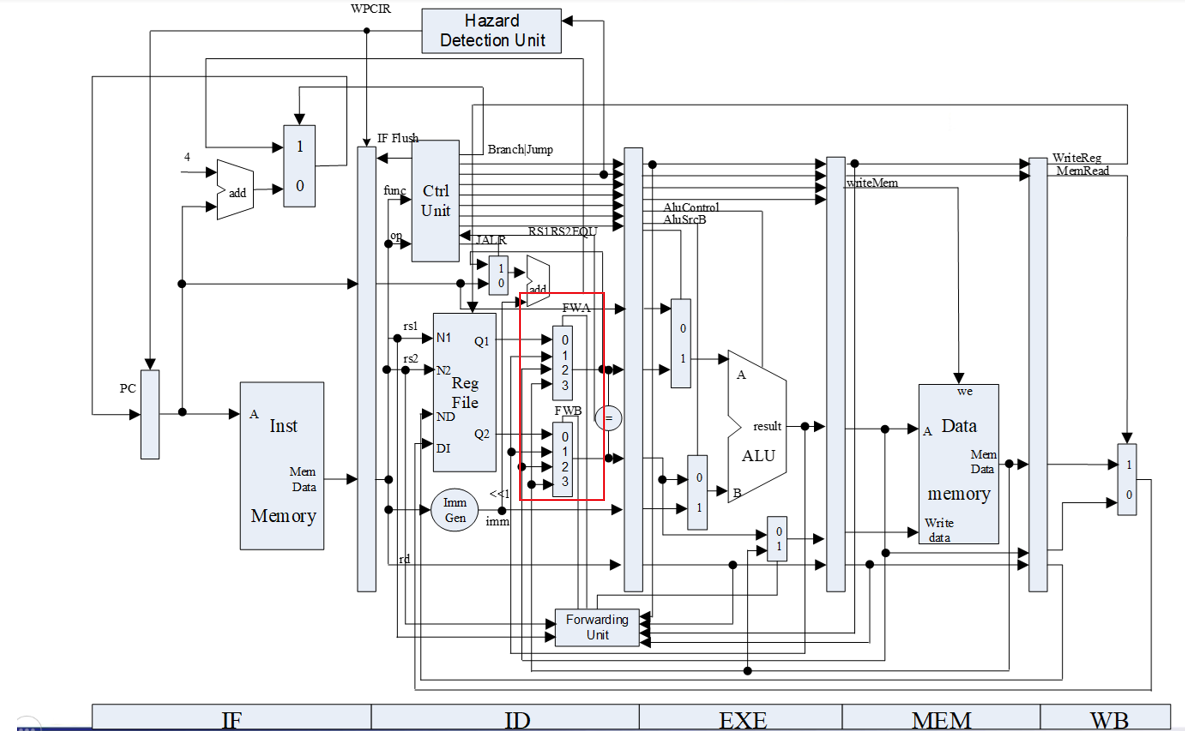 WPCIR
Hazard
Detection Unit
IF Flush
Branch|Jump
WriteReg
MemRead
4
1
0
add
func
Ctrl
Unit
op
writeMem
AluControl
AluSrcB
RS1RS2EQU
JALR
1
0
add
FWA
rs1
N1
Q1
0
1
2
3
0
1
rs2
N2
Reg
File
PC
A
Inst
Memory
Mem
Data
ND
DI
Q2
FWB
0
1
2
3
=
A
result
ALU
B
we
A
Data
memory
Mem
Data
Write
data
1
0
0
1
<<1
Imm
Gen
imm
0
1
rd
Forwarding
Unit
IF
ID
EXE
MEM
WB